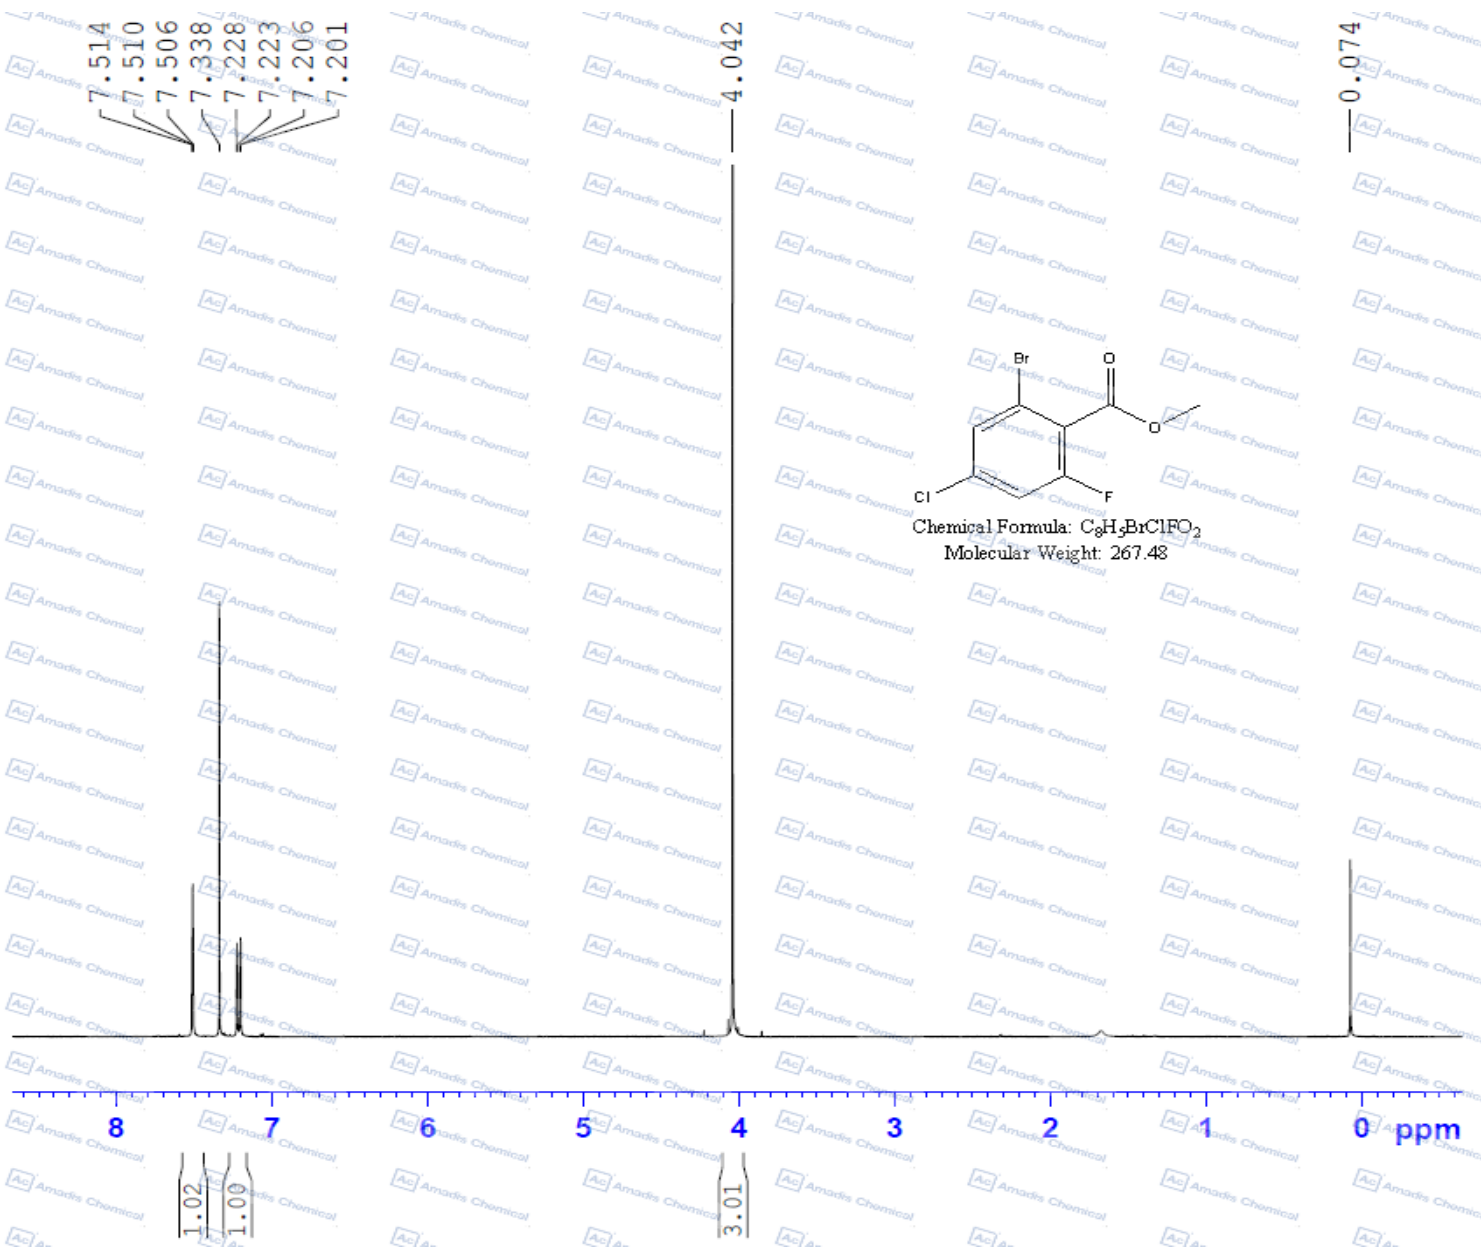 7.514
7.510
7.506
7.338
7.228
7.223
7.206
7.201
4.042
0.074
Br
O
O
Cl
F
Chemical Formula: C8H5BrClFO2
Molecular Weight: 267.48
8 7 6 5 4 3 2 1 0 ppm
1.02
1.00
3.01
Ac Amadis Chemical